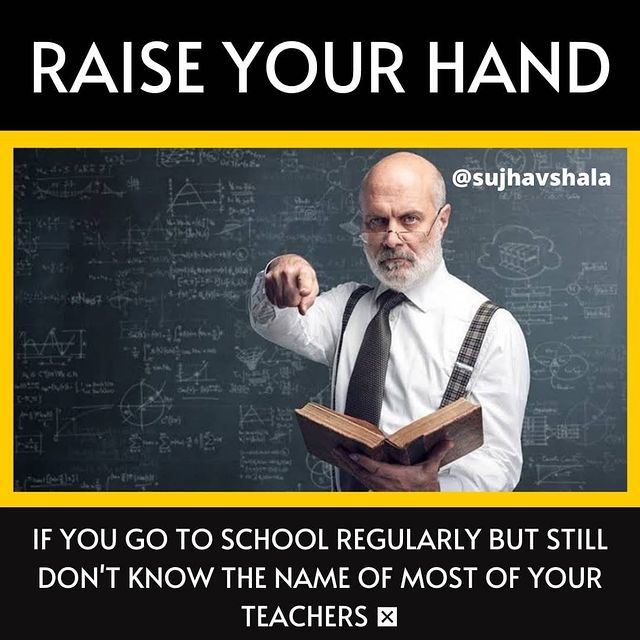 RAISE YOUR HAND
@sujhavshala
IF YOU GO TO SCHOOL REGULARLY BUT STILL
DON'T KNOW THE NAME OF MOST OF YOUR
TEACHERS